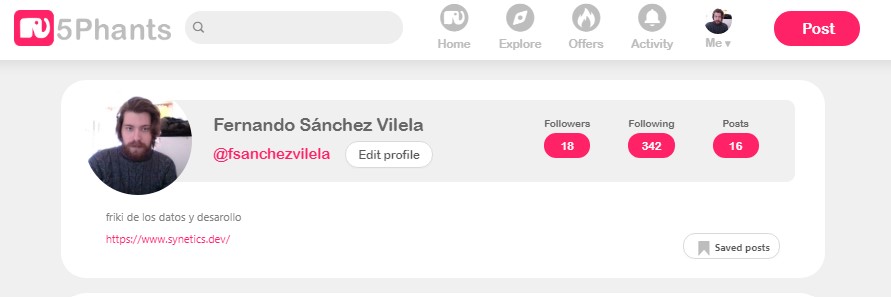 5Phants
Home Explore Offers Activity Me ▾ Post
Fernando Sánchez Vilela
@fsanchezvilela Edit profile
Followers Following Posts
18 342 16
friki de los datos y desarollo
https://www.synetics.dev/
Saved posts